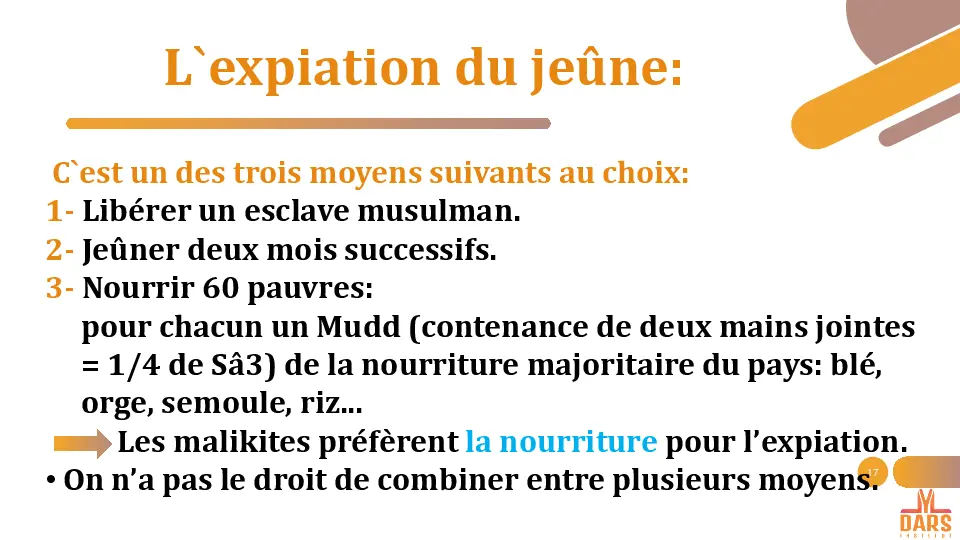 L`expiation du jeûne:
C`est un des trois moyens suivants au choix:
1- Libérer un esclave musulman.
2- Jeûner deux mois successifs.
3- Nourrir 60 pauvres:
pour chacun un Mudd (contenance de deux mains jointes
= 1/4 de Sâ3) de la nourriture majoritaire du pays: blé,
orge, semoule, riz...
Les malikites préfèrent la nourriture pour l’expiation.
• On n’a pas le droit de combiner entre plusieurs moyens.
17
DARS
INSTITUT